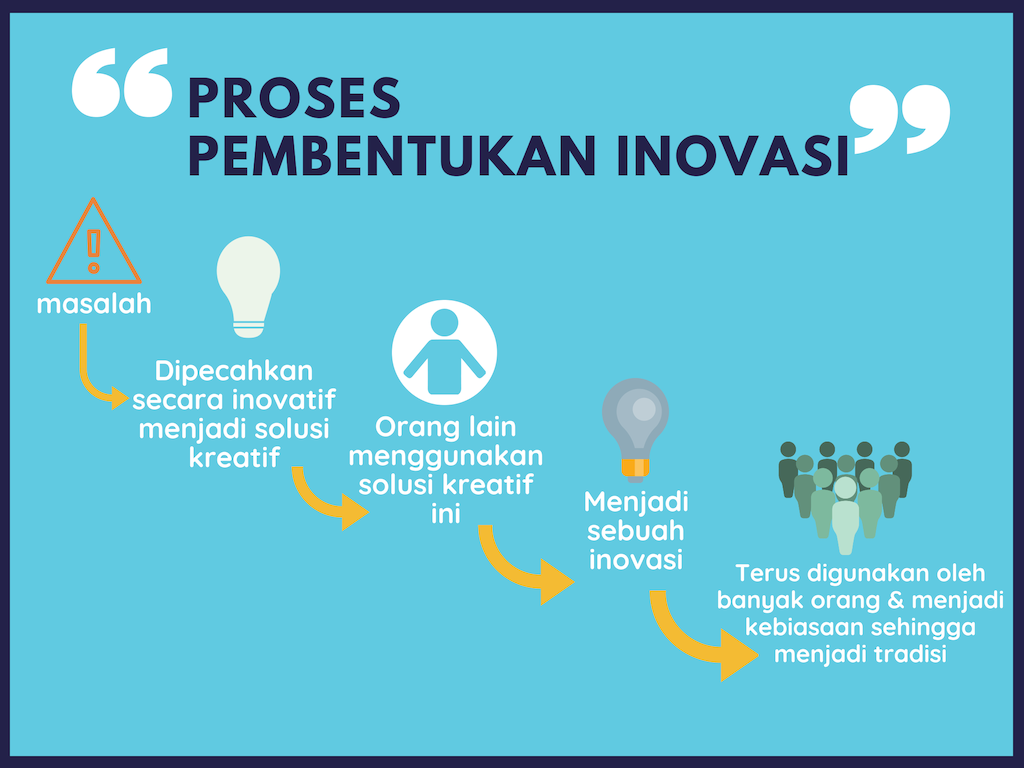 PROSES
PEMBENTUKAN INOVASI
masalah
Dipecahkan
secara inovatif
menjadi solusi
kreatif
Orang lain
menggunakan
solusi kreatif
ini
Menjadi
sebuah
inovasi
Terus digunakan oleh
banyak orang & menjadi
kebiasaan sehingga
menjadi tradisi